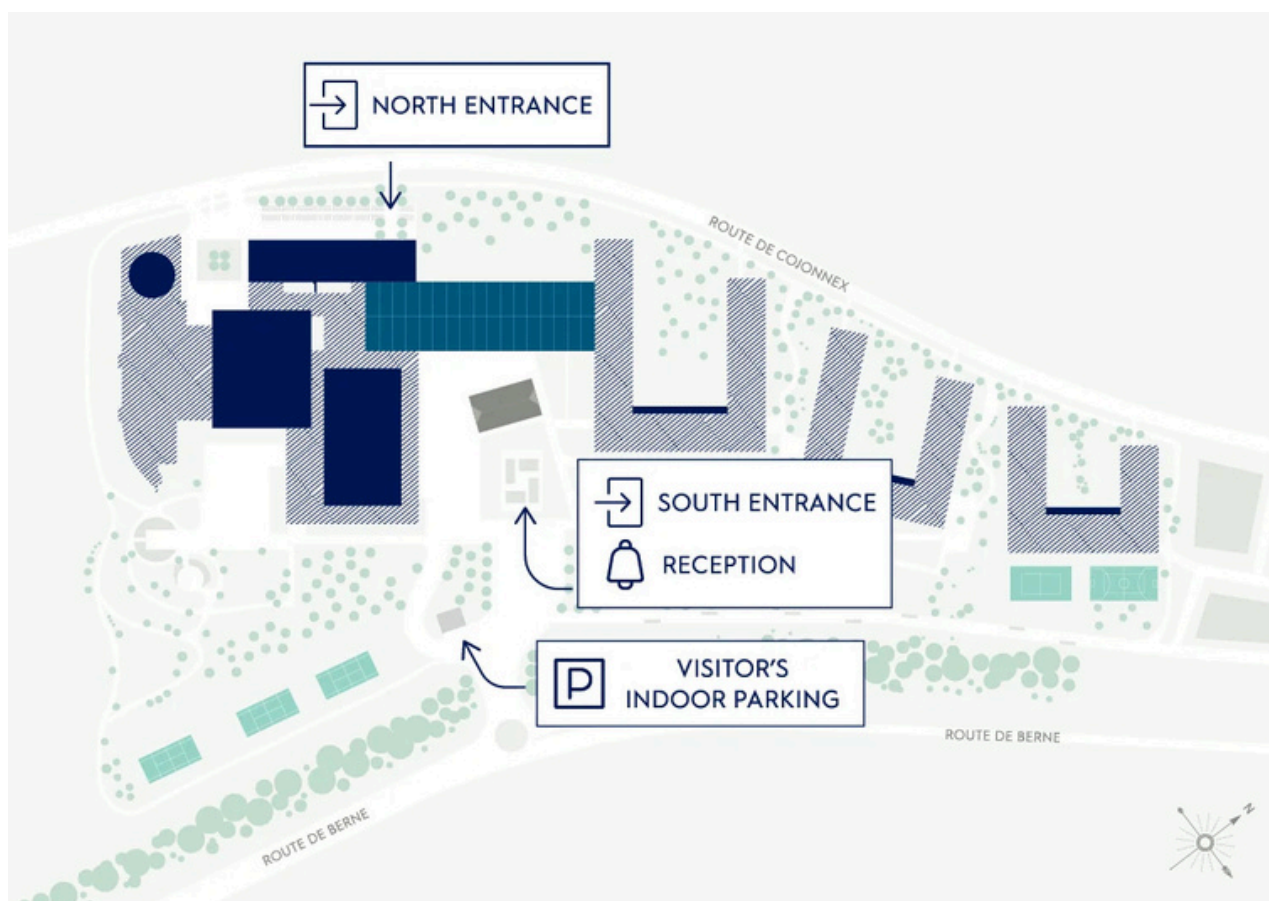 NORTH ENTRANCE
ROUTE DE COJONNEX
SOUTH ENTRANCE
RECEPTION
P
VISITOR'S
INDOOR PARKING
ROUTE DE BERNE
ROUTE DE BERNE
N